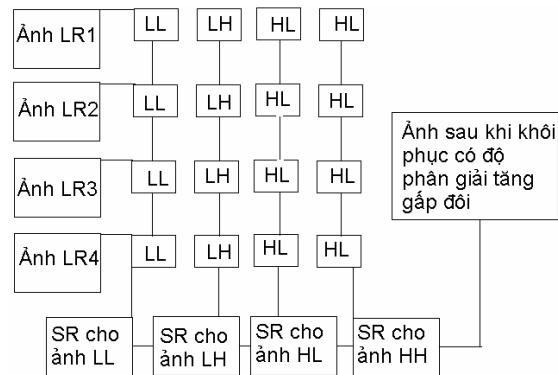 Ảnh LR1
LL
LH
HL
HL
Ảnh LR2
LL
LH
HL
HL
Ảnh LR3
LL
LH
HL
HL
Ảnh LR4
LL
LH
HL
HL
Ảnh sau khi khôi
phục có độ
phân giải tăng
gấp đôi
SR cho
ảnh LL
SR cho
ảnh LH
SR cho
ảnh HL
SR cho
ảnh HH